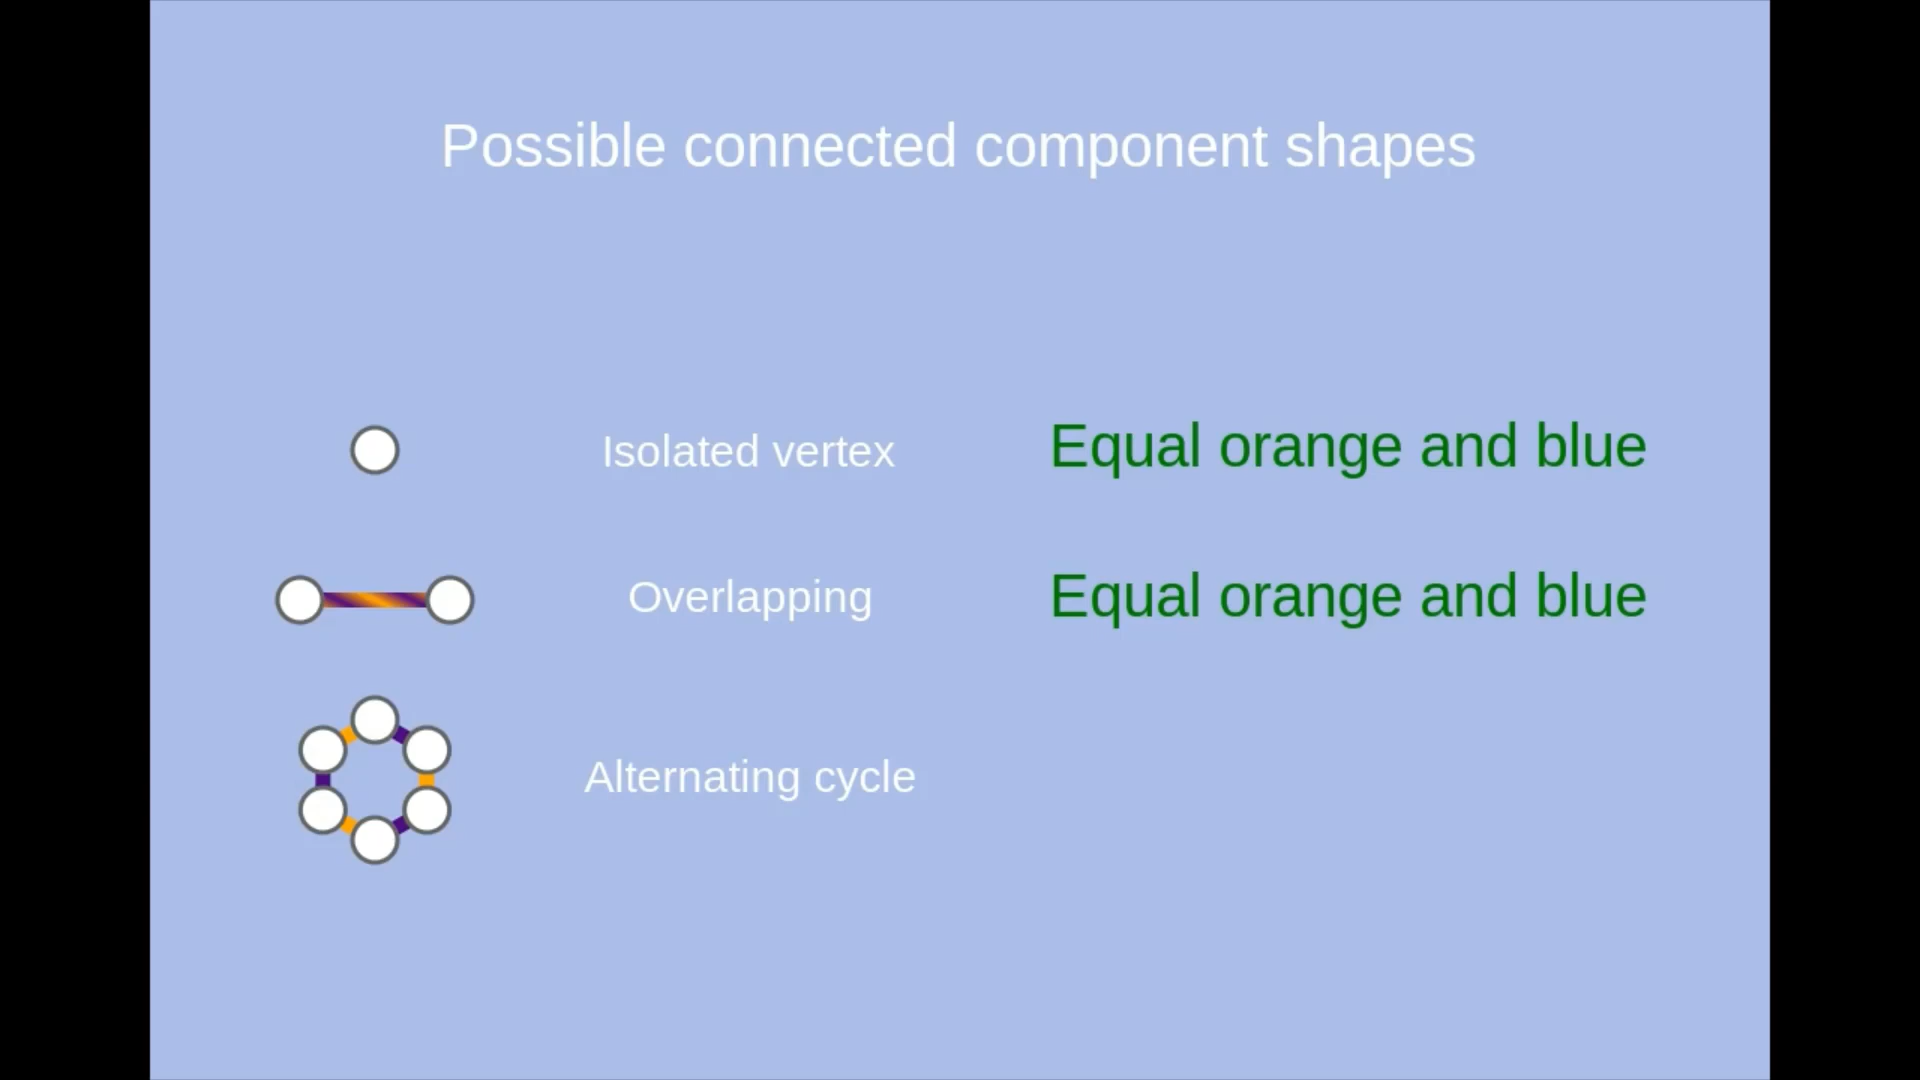 Possible connected component shapes
Isolated vertex
Equal orange and blue
Overlapping
Equal orange and blue
Alternating cycle